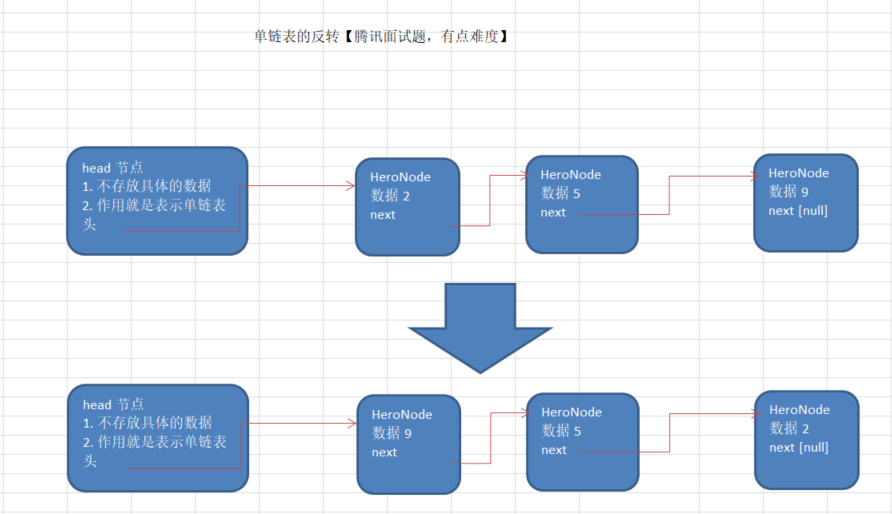 单链表的反转【腾讯面试题，有点难度】
head 节点
1. 不存放具体的数据
2. 作用就是表示单链表
头
HeroNode
数据 2
next
HeroNode
数据 5
next
HeroNode
数据 9
next [null]
head 节点
1. 不存放具体的数据
2. 作用就是表示单链表
头
HeroNode
数据 9
next
HeroNode
数据 5
next
HeroNode
数据 2
next [null]